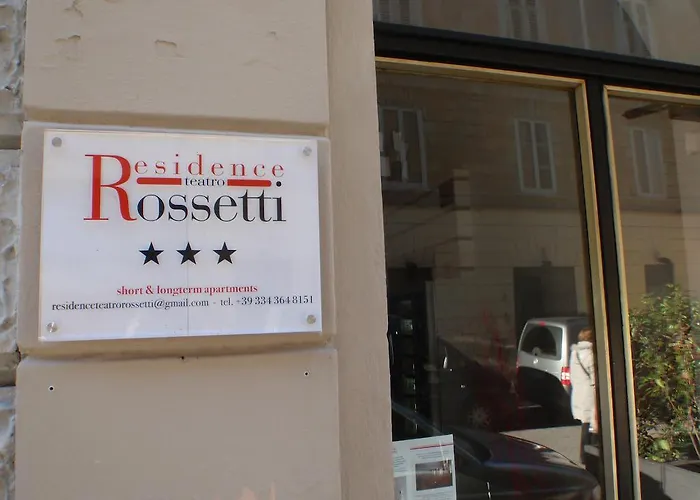 Residence
teatro
Rossetti
★ ★ ★
short & longterm apartments
residenceteatrorossetti@gmail.com - tel. +39 334 364 8151